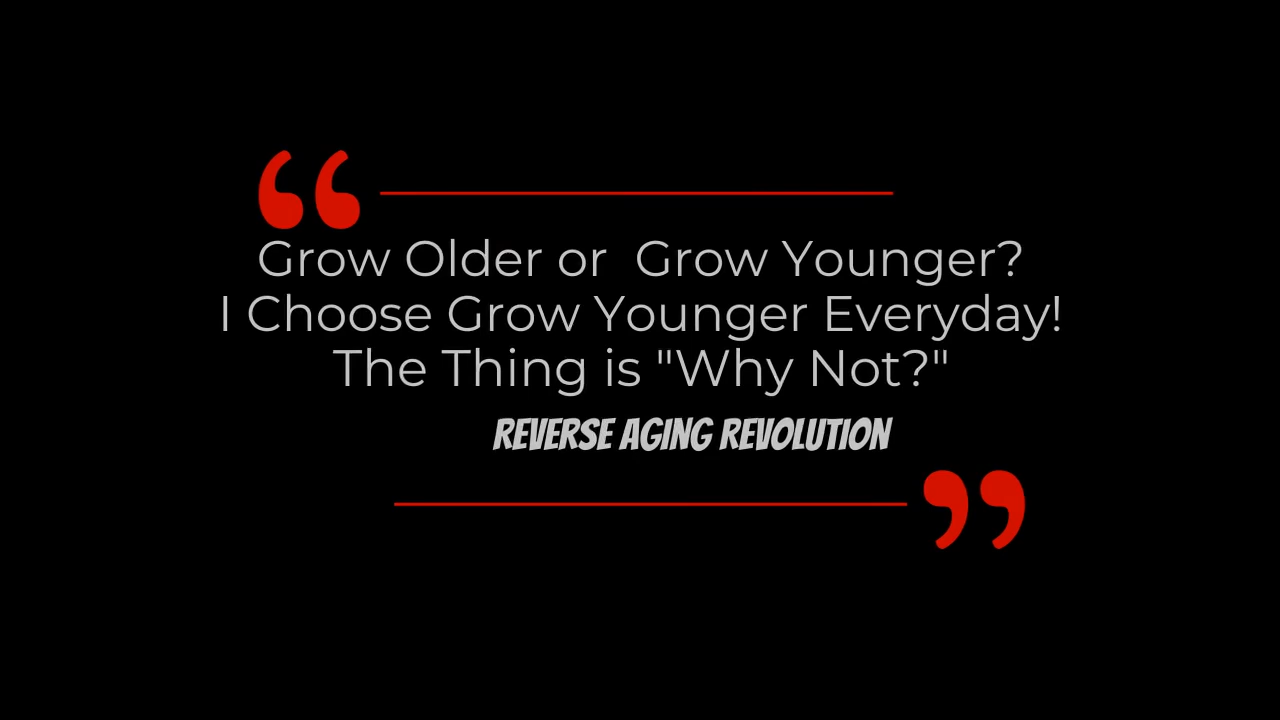 Grow Older or  Grow Younger?
I Choose Grow Younger Everyday!
The Thing is "Why Not?"
REVERSE AGING REVOLUTION